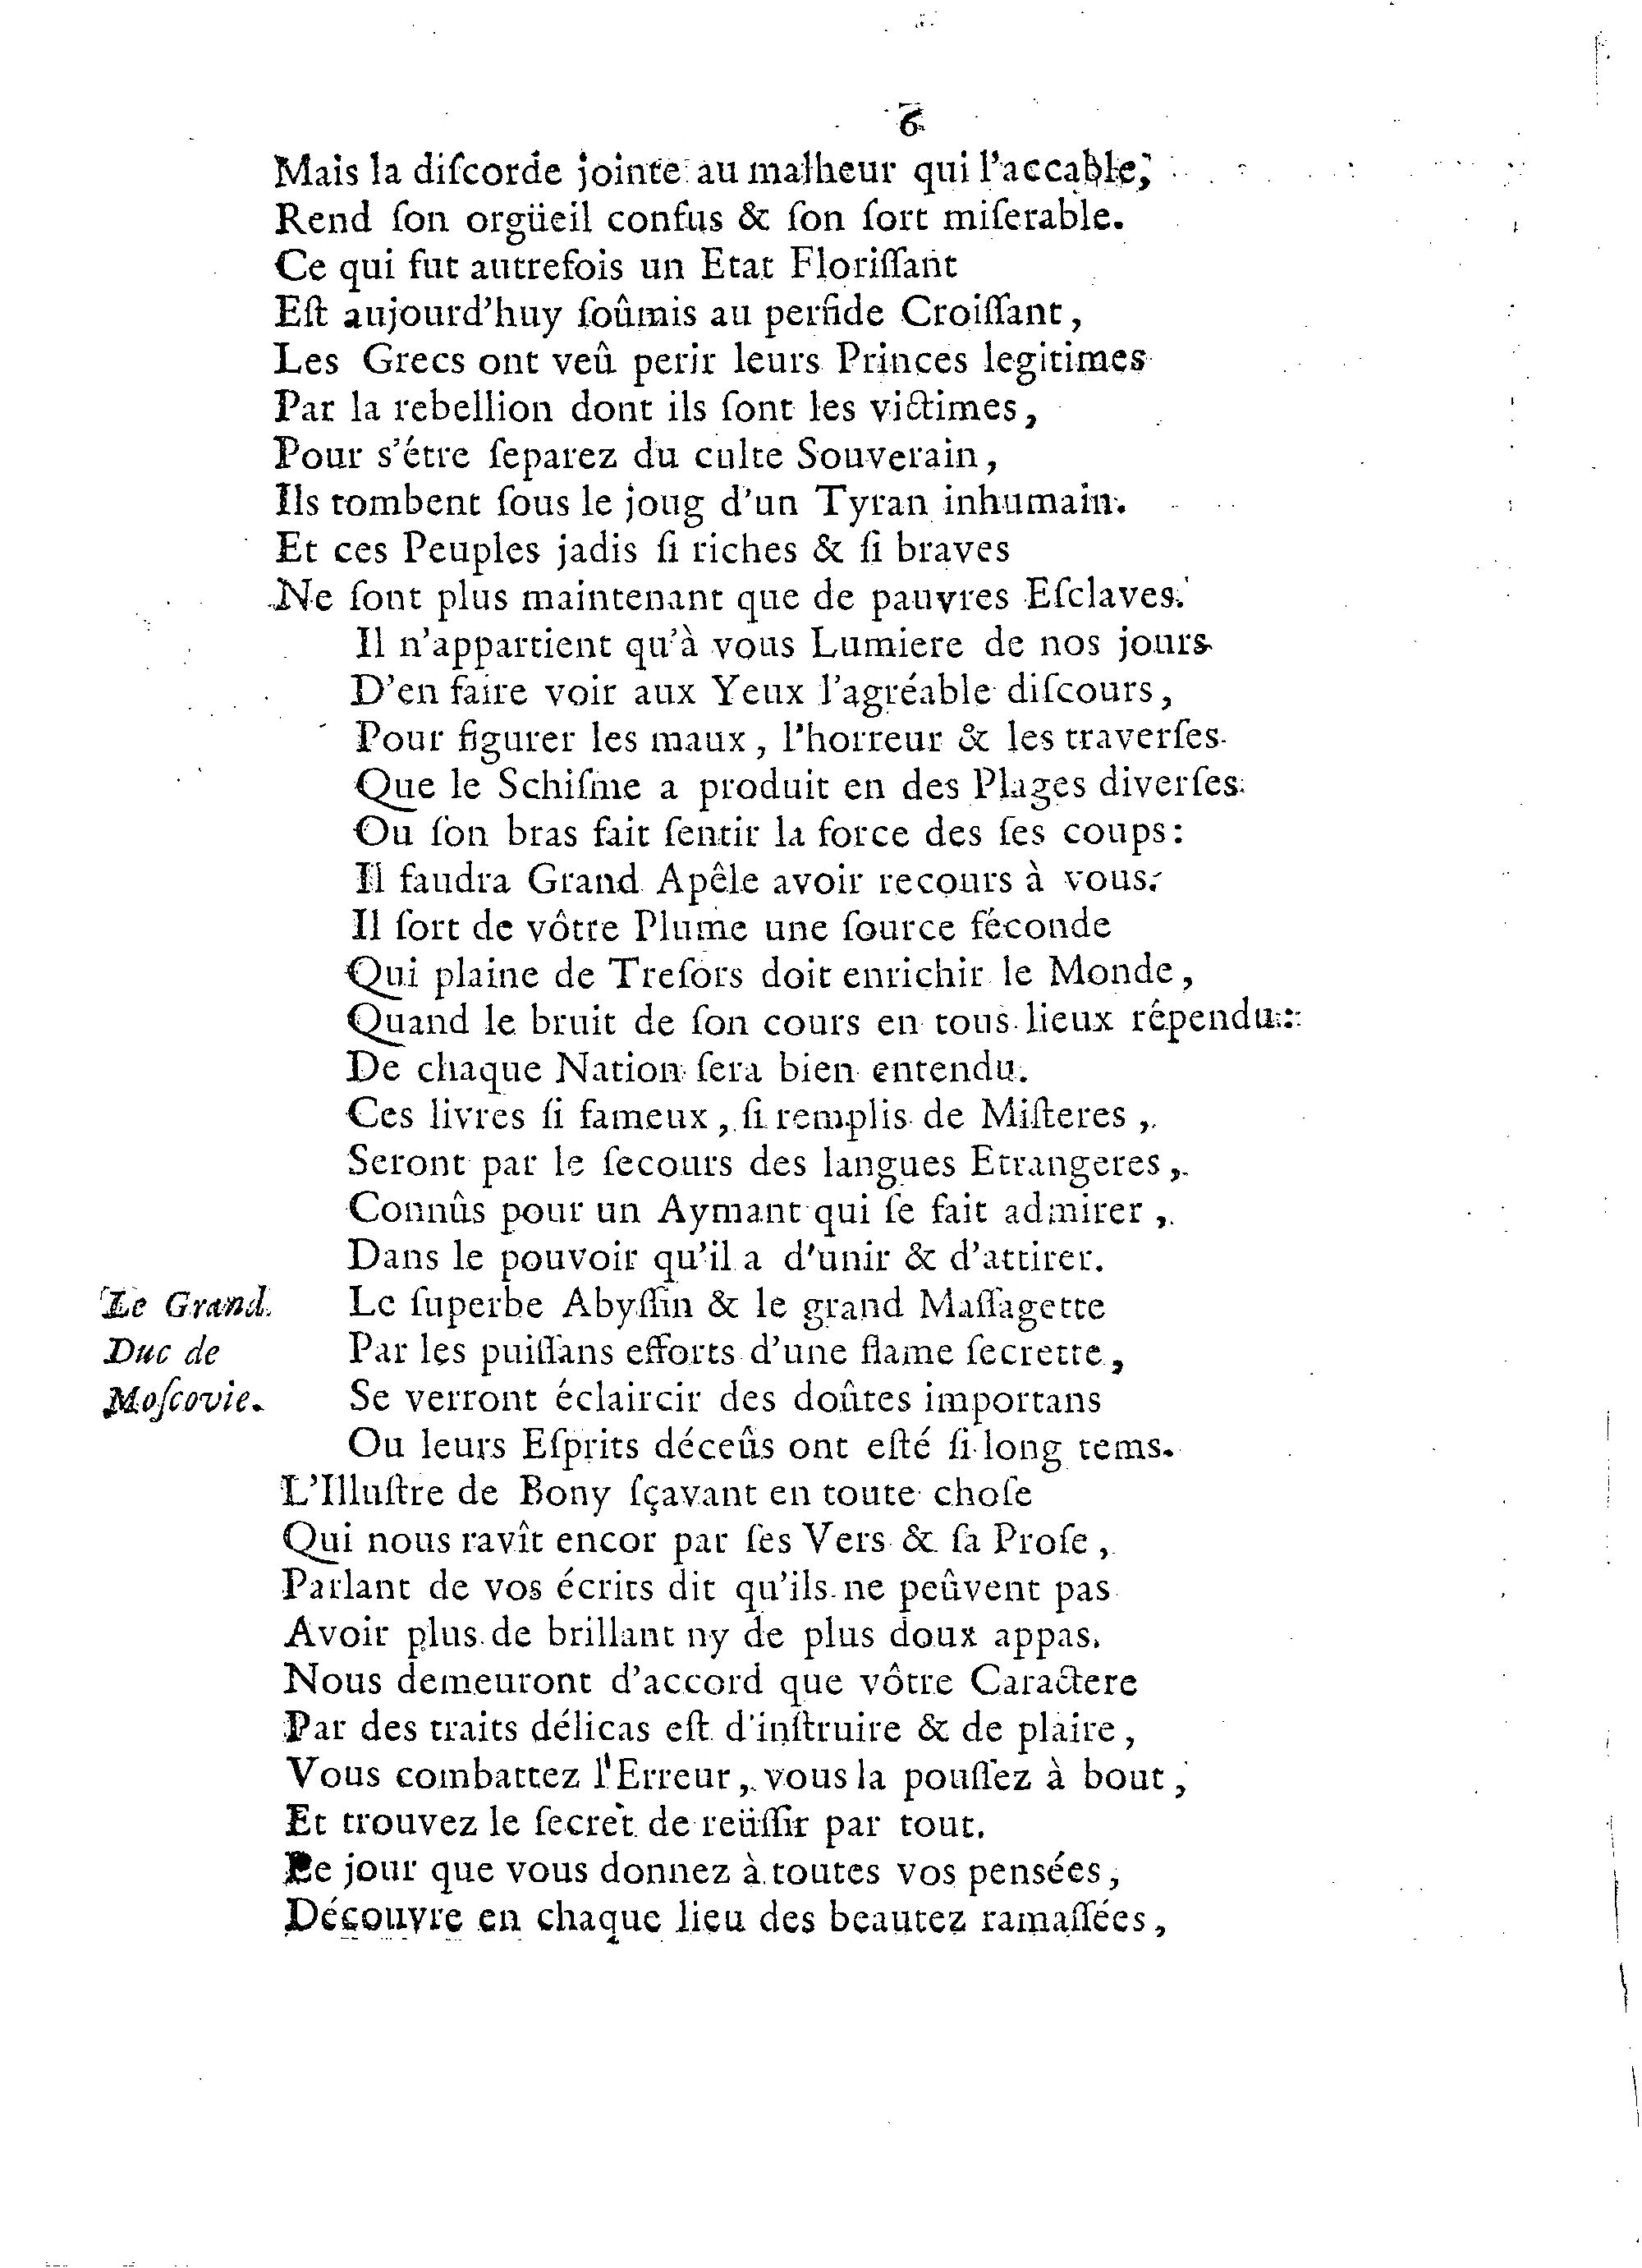 6
Mais la diſcorde jointe au malheur qui l'accable,
Rend ſon orgüeil confus & ſon ſort miſerable.
Ce qui fut autrefois un Etat Floriſſant
Eſt aujourd'huy ſoûmis au perfide Croiſſant,
Les Grecs ont veû perir leurs Princes legitimes
Par la rebellion dont ils ſont les victimes,
Pour s'étre ſeparez du culte Souverain,
Ils tombent ſous le joug d'un Tyran inhumain.
Et ces Peuples jadis ſi riches & ſi braves
Ne ſont plus maintenant que de pauvres Eſclaves.
Il n'appartient qu'à vous Lumiere de nos jours
D'en faire voir aux Yeux l'agréable diſcours,
Pour figurer les maux, l'horreur & les traverſes
Que le Schiſme a produit en des Plages diverſes
Ou ſon bras fait ſentir la force des ſes coups:
Il faudra Grand Apêle avoir recours à vous.
Il ſort de vôtre Plume une ſource féconde
Qui plaine de Treſors doit enrichir le Monde,
Quand le bruit de ſon cours en tous lieux répendu:
De chaque Nation ſera bien entendu.
Ces livres ſi fameux, ſi remplis de Miſteres,
Seront par le ſecours des langues Etrangeres,
Connûs pour un Aymant qui ſe fait admirer,
Dans le pouvoir qu'il a d'unir & d'attirer.
Le Grand Le ſuperbe Abyſſin & le grand Maſſagette
Duc de Par les puiſſans efforts d'une flame ſecrette,
Moſcovie. Se verront éclaircir des doûtes importans
Ou leurs Eſprits déceûs ont eſté ſi long tems.
L'Illuſtre de Bony ſçavant en toute choſe
Qui nous ravît encor par ſes Vers & ſa Proſe,
Parlant de vos écrits dit qu'ils ne peûvent pas
Avoir plus de brillant ny de plus doux appas.
Nous demeuront d'accord que vôtre Caractere
Par des traits délicas eſt d'inſtruire & de plaire,
Vous combattez l'Erreur, vous la pouſſez à bout,
Et trouvez le ſecret de reüſſir par tout.
Le jour que vous donnez à toutes vos pensées,
Découvre en chaque lieu des beautez ramaſſées,